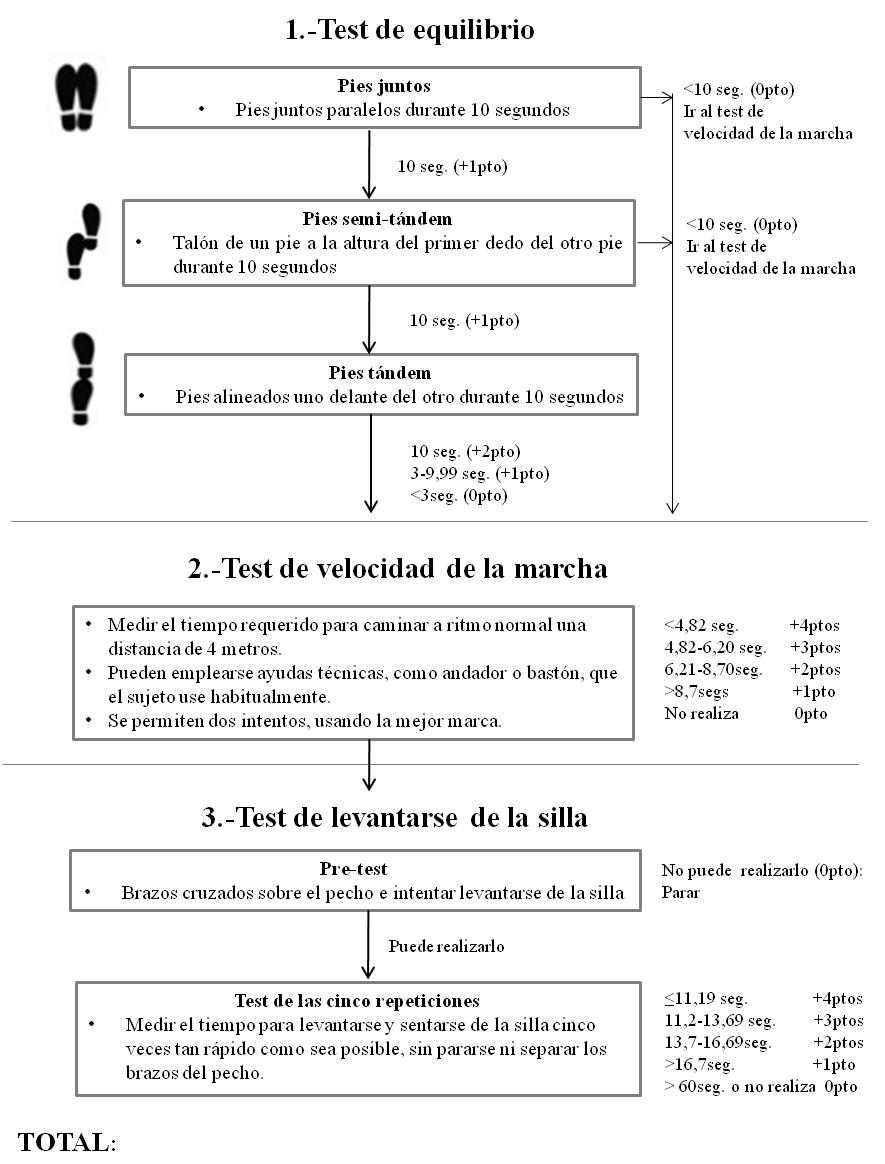 1.-Test de equilibrio
Pies juntos
• Pies juntos paralelos durante 10 segundos
<10 seg. (0pto)
Ir al test de
velocidad de la marcha
10 seg. (+1pto)
Pies semi-tándem
• Talón de un pie a la altura del primer dedo del otro pie
durante 10 segundos
<10 seg. (0pto)
Ir al test de
velocidad de la marcha
10 seg. (+1pto)
Pies tándem
• Pies alineados uno delante del otro durante 10 segundos
10 seg. (+2pto)
3-9,99 seg. (+1pto)
<3seg. (0pto)
2.-Test de velocidad de la marcha
• Medir el tiempo requerido para caminar a ritmo normal una
distancia de 4 metros.
• Pueden emplearse ayudas técnicas, como andador o bastón, que
el sujeto use habitualmente.
• Se permiten dos intentos, usando la mejor marca.
<4,82 seg. +4ptos
4,82-6,20 seg. +3ptos
6,21-8,70seg. +2ptos
>8,7segs +1pto
No realiza 0pto
3.-Test de levantarse de la silla
Pre-test
• Brazos cruzados sobre el pecho e intentar levantarse de la silla
No puede realizarlo (0pto):
Parar
Puede realizarlo
Test de las cinco repeticiones
• Medir el tiempo para levantarse y sentarse de la silla cinco
veces tan rápido como sea posible, sin pararse ni separar los
brazos del pecho.
≤11,19 seg. +4ptos
11,2-13,69 seg. +3ptos
13,7-16,69seg. +2ptos
>16,7seg. +1pto
> 60seg. o no realiza 0pto
TOTAL: